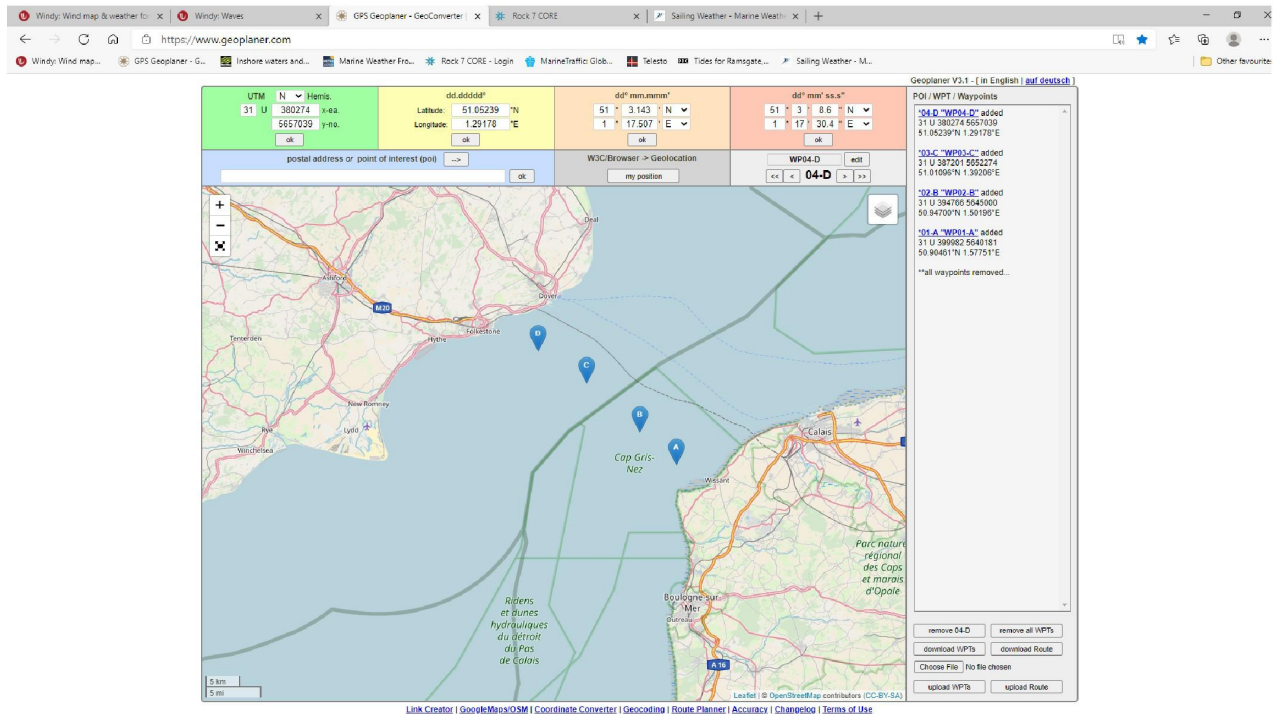 Windy: Wind map & weather fo
Windy: Waves
GPS Geoplaner - GeoConverter |
Rock 7 CORE
Sailing Weather - Marine Weathe
https://www.geoplaner.com
Windy: Wind map...
GPS Geoplaner - G...
Inshore waters and...
Marine Weather Fro...
Rock 7 CORE - Login
MarineTraffic: Glob...
Telesto
Tides for Ramsgate,...
Sailing Weather - M...
Other favourites
Geoplaner V3.1 - [ in English | auf deutsch ]
UTM N Hemis.
31 U 380274 x-ea.
5657039 y-no.
ok
dd.ddddd°
Latitude: 51.05239 °N
Longitude: 1.29178 °E
ok
dd° mm.mmm'
51 ° 3.143 ' N
1 ° 17.507 ' E
ok
dd° mm' ss.s"
51 ° 3 ' 8.6 " N
1 ° 17 ' 30.4 " E
ok
postal address or point of interest (poi) -->
ok
W3C/Browser -> Geolocation
my position
WP04-D edit
<< < 04-D > >>
POI / WPT / Waypoints
*04-D "WP04-D" added
31 U 380274 5657039
51.05239°N 1.29178°E
*03-C "WP03-C" added
31 U 387201 5652274
51.01096°N 1.39206°E
*02-B "WP02-B" added
31 U 394766 5645000
50.94700°N 1.50196°E
*01-A "WP01-A" added
31 U 399982 5640181
50.90461°N 1.57751°E
**all waypoints removed...
+
−
Deal
Ashford
Dover
M20
Folkestone
Hythe
Tenterden
D
C
B
A
New Romney
Rye
Lydd
Winchelsea
Calais
Cap Gris-
Nez
Wissant
Parc nature
régional
des Caps
et marais
d'Opale
Boulogne-sur-
Mer
Outreau
Ridens
et dunes
hydrauliques
du détroit
du Pas
de Calais
A 16
5 km
5 mi
Leaflet | © OpenStreetMap contributors (CC-BY-SA)
remove 04-D
remove all WPTs
download WPTs
download Route
Choose File No file chosen
upload WPTs
upload Route
Link Creator | GoogleMaps/OSM | Coordinate Converter | Geocoding | Route Planner | Accuracy | Changelog | Terms of Use